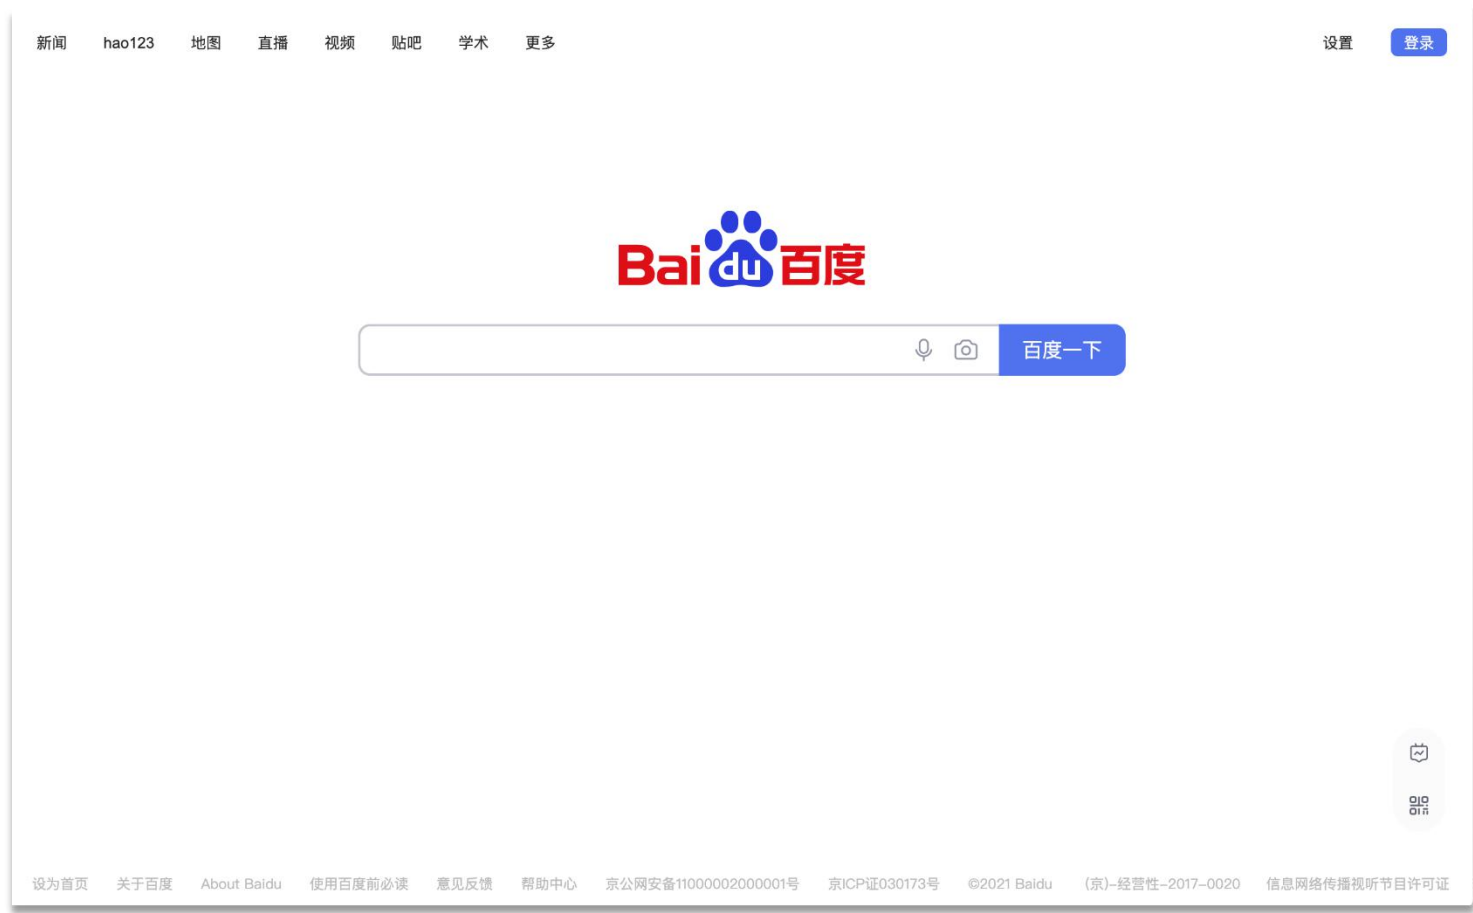 新闻 hao123 地图 直播 视频 贴吧 学术 更多 设置 登录
Bai du 百度
百度一下
设为首页 关于百度 About Baidu 使用百度前必读 意见反馈 帮助中心 京公网安备11000002000001号 京ICP证030173号 ©2021 Baidu (京)-经营性-2017-0020 信息网络传播视听节目许可证